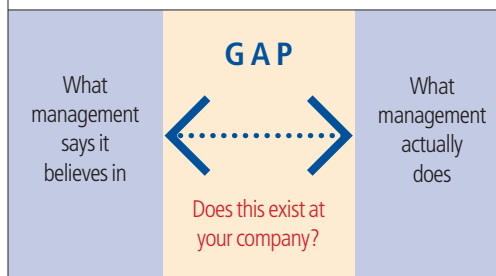 What
management
says it
believes in
GAP
Does this exist at
your company?
What
management
actually
does